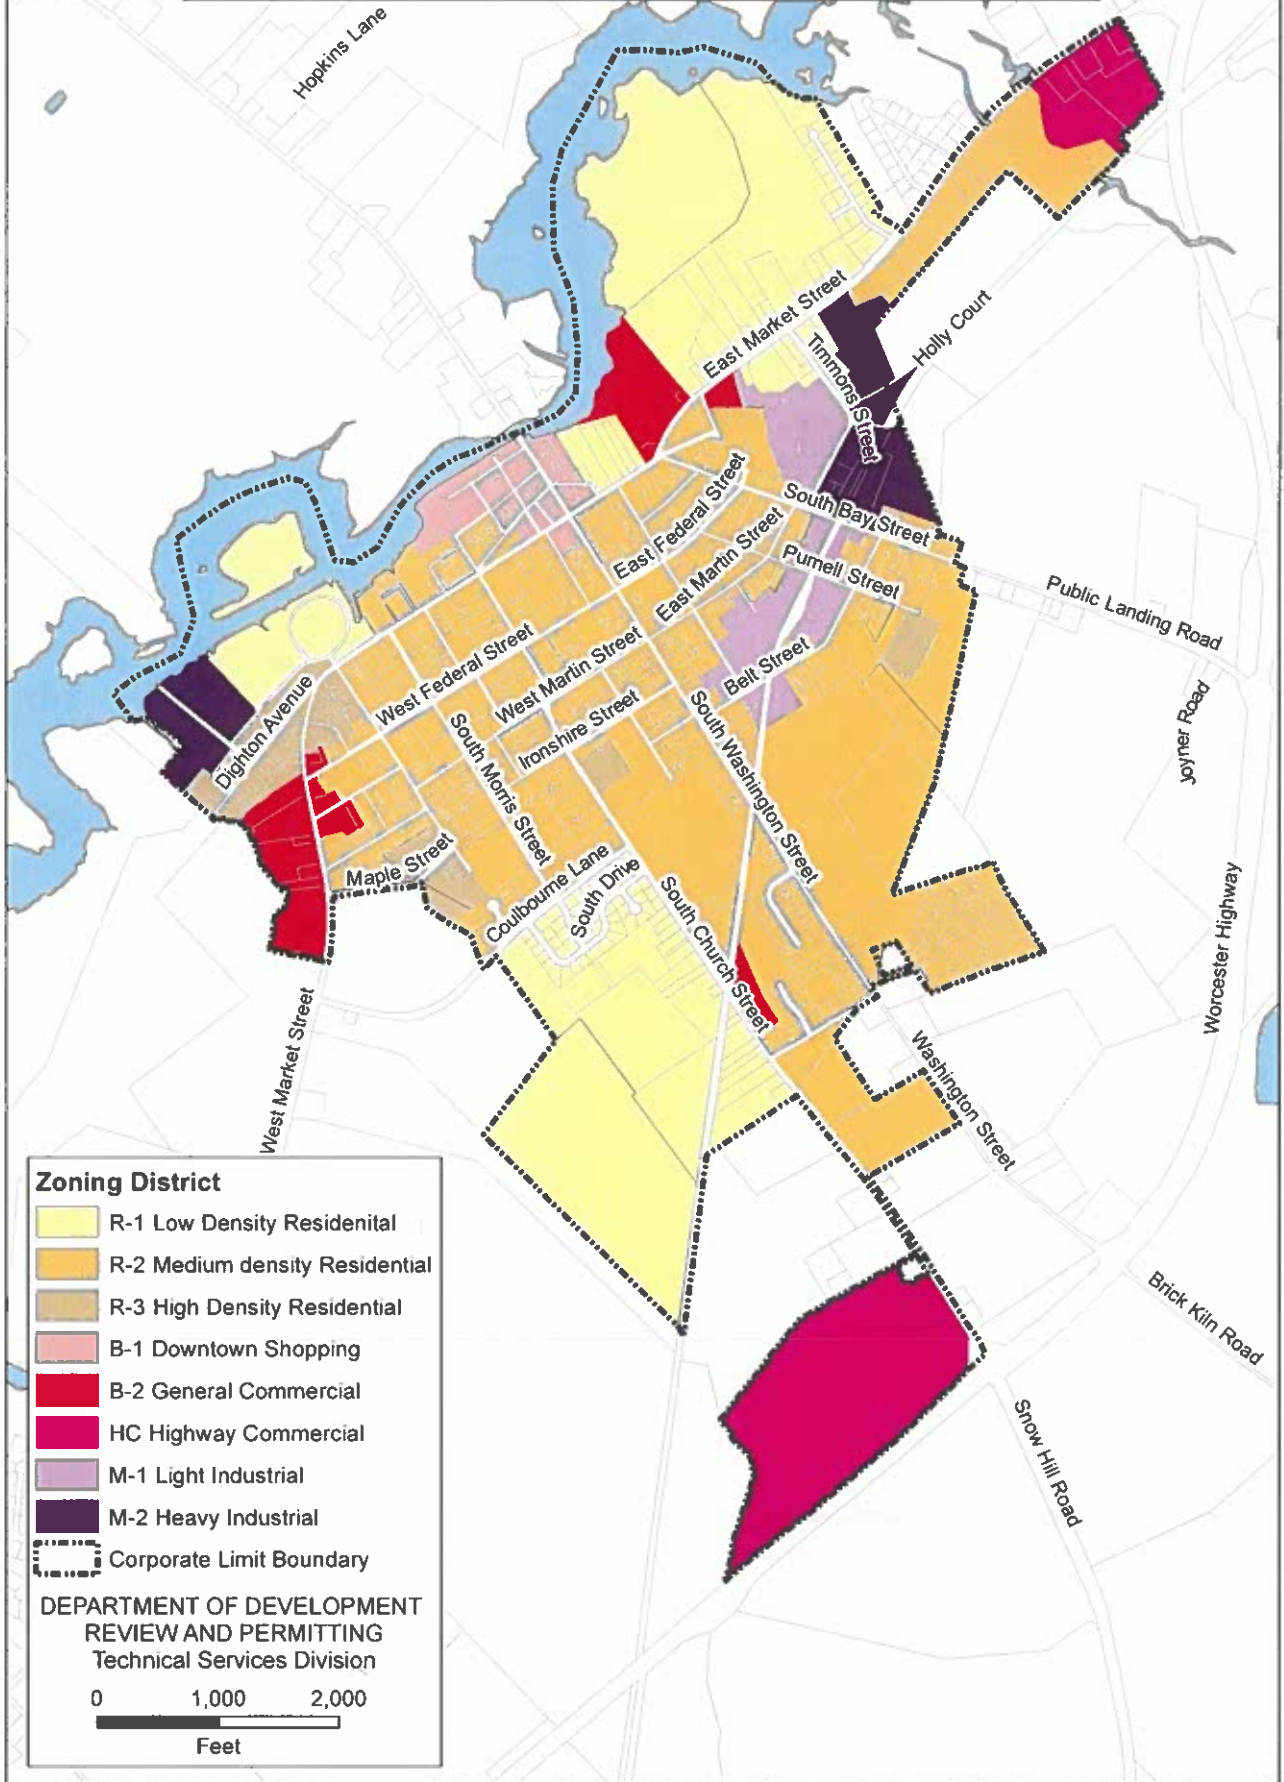 Hopkins Lane
East Market Street
Holly Court
Timmons Street
South Bay Street
East Federal Street
East Martin Street
Purnell Street
Public Landing Road
Joyner Road
West Federal Street
West Martin Street
Belt Street
Dighton Avenue
Ironshire Street
South Morris Street
South Washington Street
Maple Street
Coulbourne Lane
South Drive
South Church Street
Worcester Highway
West Market Street
Washington Street
Brick Kiln Road
Snow Hill Road
Zoning District
R-1 Low Density Residenital
R-2 Medium density Residential
R-3 High Density Residential
B-1 Downtown Shopping
B-2 General Commercial
HC Highway Commercial
M-1 Light Industrial
M-2 Heavy Industrial
Corporate Limit Boundary
DEPARTMENT OF DEVELOPMENT
REVIEW AND PERMITTING
Technical Services Division
0 1,000 2,000
Feet